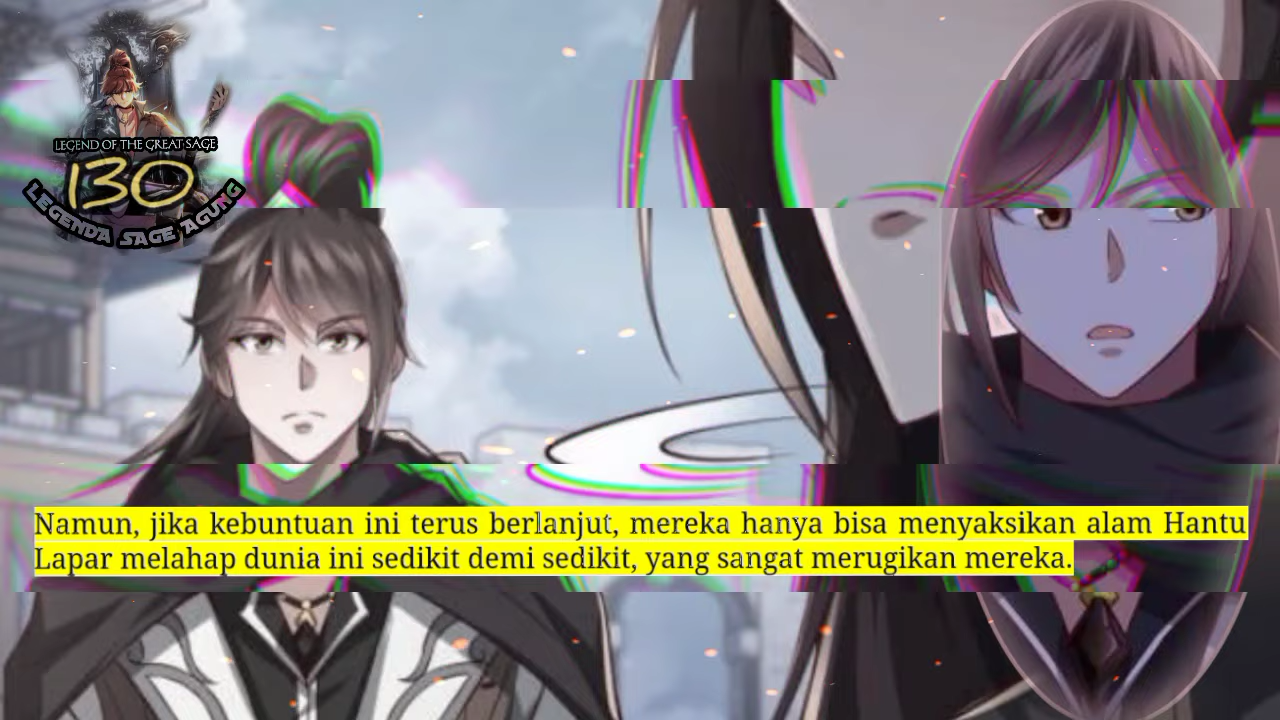 LEGEND OF THE GREAT SAGE
130
LEGENDA SAGE AGUNG
Namun, jika kebuntuan ini terus berlanjut, mereka hanya bisa menyaksikan alam Hantu
Lapar melahap dunia ini sedikit demi sedikit, yang sangat merugikan mereka.